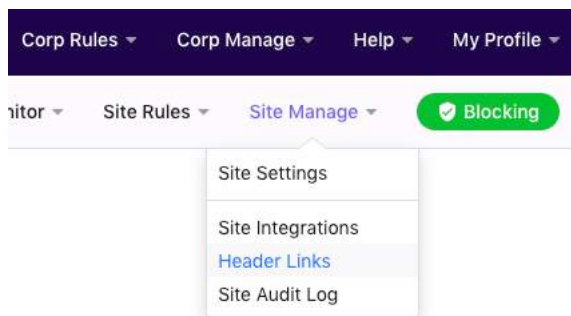 Corp Rules Corp Manage Help My Profile
nitor Site Rules Site Manage Blocking
Site Settings
Site Integrations
Header Links
Site Audit Log